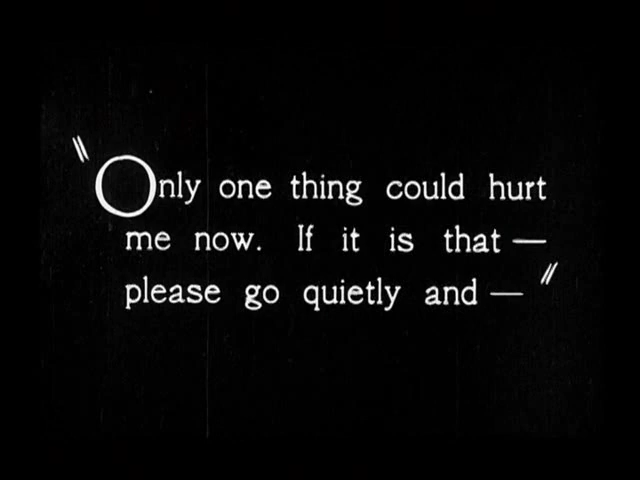 "Only one thing could hurt
me now. If it is that —
please go quietly and — "